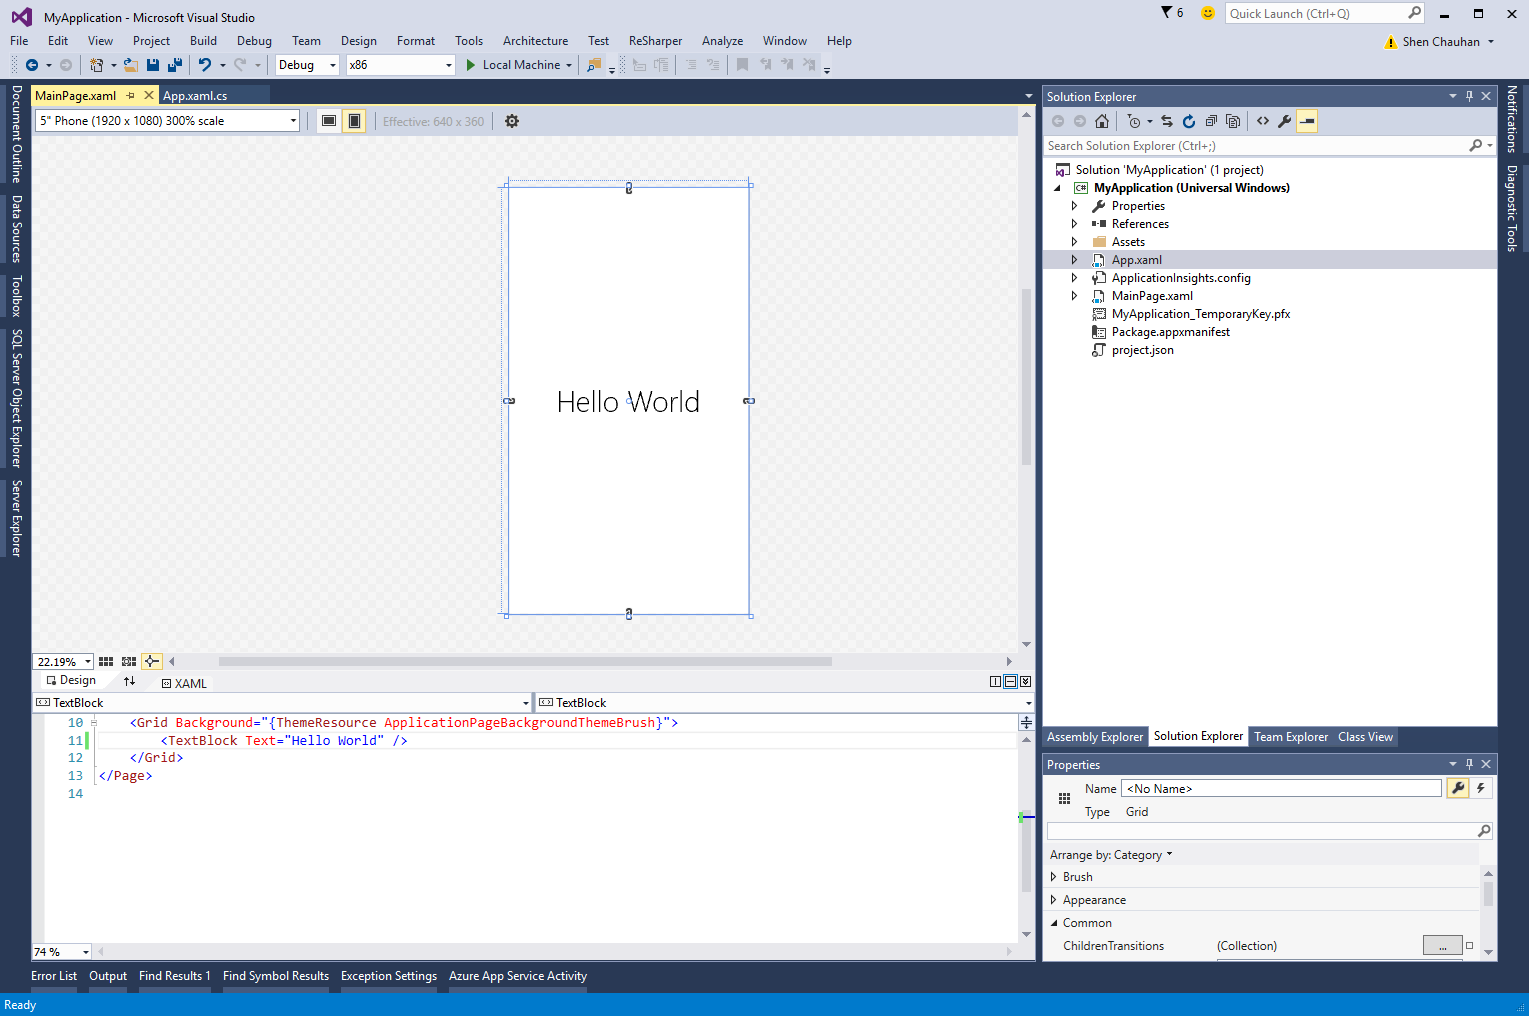 MyApplication - Microsoft Visual Studio
6
Quick Launch (Ctrl+Q)
File Edit View Project Build Debug Team Design Format Tools Architecture Test ReSharper Analyze Window Help
Shen Chauhan
Debug x86 Local Machine
Document Outline
Data Sources
Toolbox
SQL Server Object Explorer
Server Explorer
MainPage.xaml App.xaml.cs
5" Phone (1920 x 1080) 300% scale
Effective: 640 x 360
Hello World
22.19%
Design XAML
TextBlock TextBlock
10 <Grid Background="{ThemeResource ApplicationPageBackgroundThemeBrush}">
11 <TextBlock Text="Hello World" />
12 </Grid>
13 </Page>
14
74 %
Solution Explorer
Search Solution Explorer (Ctrl+;)
Solution 'MyApplication' (1 project)
C# MyApplication (Universal Windows)
Properties
References
Assets
App.xaml
ApplicationInsights.config
MainPage.xaml
MyApplication_TemporaryKey.pfx
Package.appxmanifest
project.json
Assembly Explorer Solution Explorer Team Explorer Class View
Properties
Name <No Name>
Type Grid
Arrange by: Category
Brush
Appearance
Common
ChildrenTransitions (Collection) ...
Notifications
Diagnostic Tools
Error List Output Find Results 1 Find Symbol Results Exception Settings Azure App Service Activity
Ready